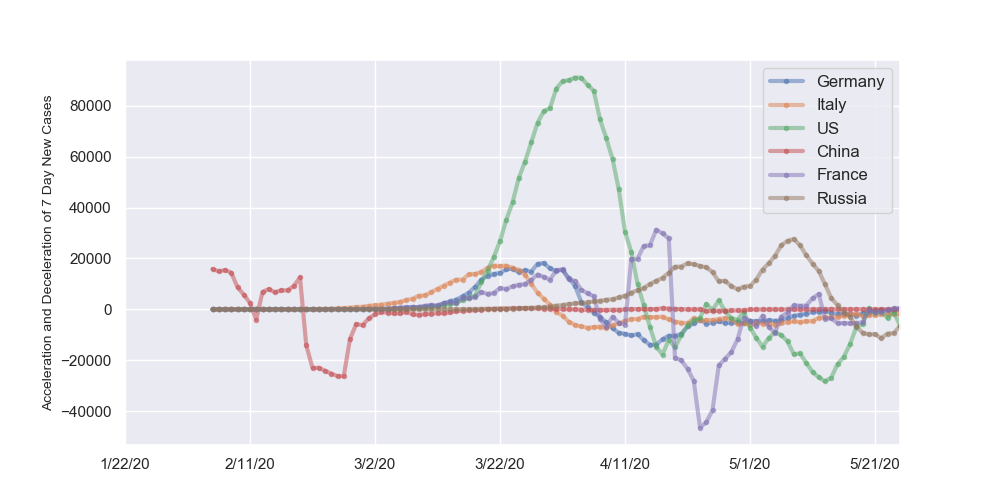 Acceleration and Deceleration of 7 Day New Cases
80000
60000
40000
20000
0
−20000
−40000
1/22/20
2/11/20
3/2/20
3/22/20
4/11/20
5/1/20
5/21/20
Germany
Italy
US
China
France
Russia